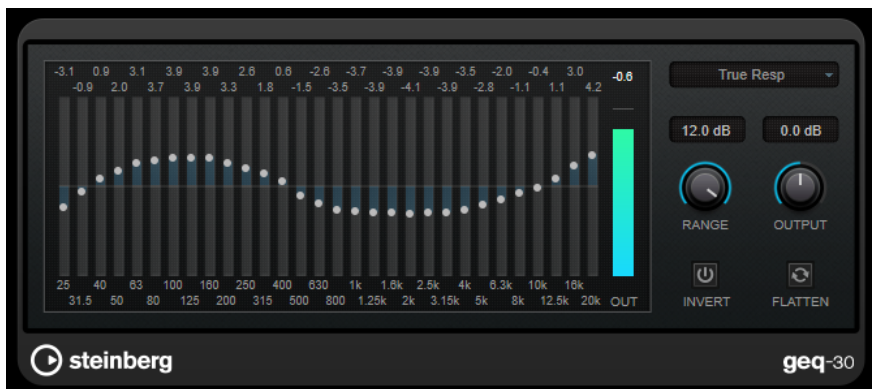 -3.1 0.9 3.1 3.9 3.9 2.6 0.6 -2.6 -3.7 -3.9 -3.9 -3.5 -2.0 -0.4 3.0
-0.9 2.0 3.7 3.9 3.3 1.8 -1.5 -3.5 -3.9 -4.1 -3.9 -2.8 -1.1 1.1 4.2
-0.6
True Resp
12.0 dB 0.0 dB
RANGE OUTPUT
25 40 63 100 160 250 400 630 1k 1.6k 2.5k 4k 6.3k 10k 16k
31.5 50 80 125 200 315 500 800 1.25k 2k 3.15k 5k 8k 12.5k 20k OUT
INVERT FLATTEN
steinberg
geq-30